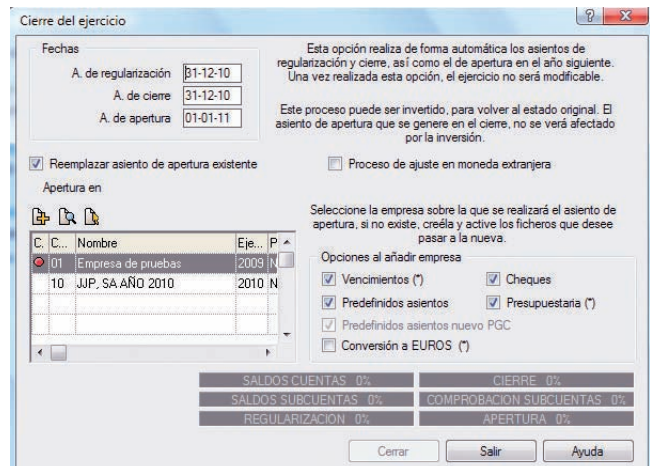 Cierre del ejercicio
Fechas
A. de regularización 31-12-10
A. de cierre 31-12-10
A. de apertura 01-01-11
Esta opción realiza de forma automática los asientos de
regularización y cierre, así como el de apertura en el año siguiente.
Una vez realizada esta opción, el ejercicio no será modificable.
Este proceso puede ser invertido, para volver al estado original. El
asiento de apertura que se genere en el cierre, no se verá afectado
por la inversión.
Reemplazar asiento de apertura existente
Proceso de ajuste en moneda extranjera
Apertura en
C. C... Nombre Eje... P
01 Empresa de pruebas 2009 N
10 JJP, SA AÑO 2010 2010 N
Seleccione la empresa sobre la que se realizará el asiento de
apertura, si no existe, creéla y active los ficheros que desee
pasar a la nueva.
Opciones al añadir empresa
Vencimientos (*) Cheques
Predefinidos asientos Presupuestaria (*)
Predefinidos asientos nuevo PGC
Conversión a EUROS (*)
SALDOS CUENTAS 0% CIERRE 0%
SALDOS SUBCUENTAS 0% COMPROBACION SUBCUENTAS 0%
REGULARIZACION 0% APERTURA 0%
Cerrar Salir Ayuda